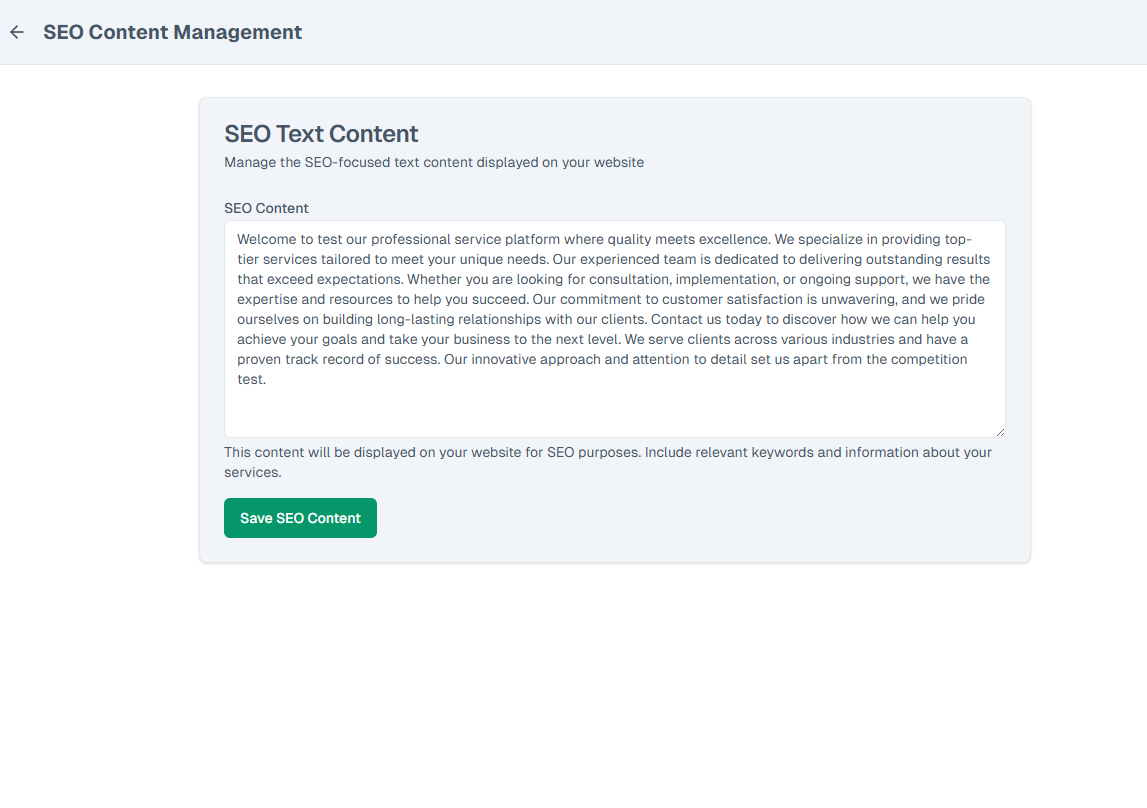 SEO Content Management
SEO Text Content
Manage the SEO-focused text content displayed on your website
SEO Content
Welcome to test our professional service platform where quality meets excellence. We specialize in providing top-
tier services tailored to meet your unique needs. Our experienced team is dedicated to delivering outstanding results
that exceed expectations. Whether you are looking for consultation, implementation, or ongoing support, we have the
expertise and resources to help you succeed. Our commitment to customer satisfaction is unwavering, and we pride
ourselves on building long-lasting relationships with our clients. Contact us today to discover how we can help you
achieve your goals and take your business to the next level. We serve clients across various industries and have a
proven track record of success. Our innovative approach and attention to detail set us apart from the competition
test.
This content will be displayed on your website for SEO purposes. Include relevant keywords and information about your
services.
Save SEO Content